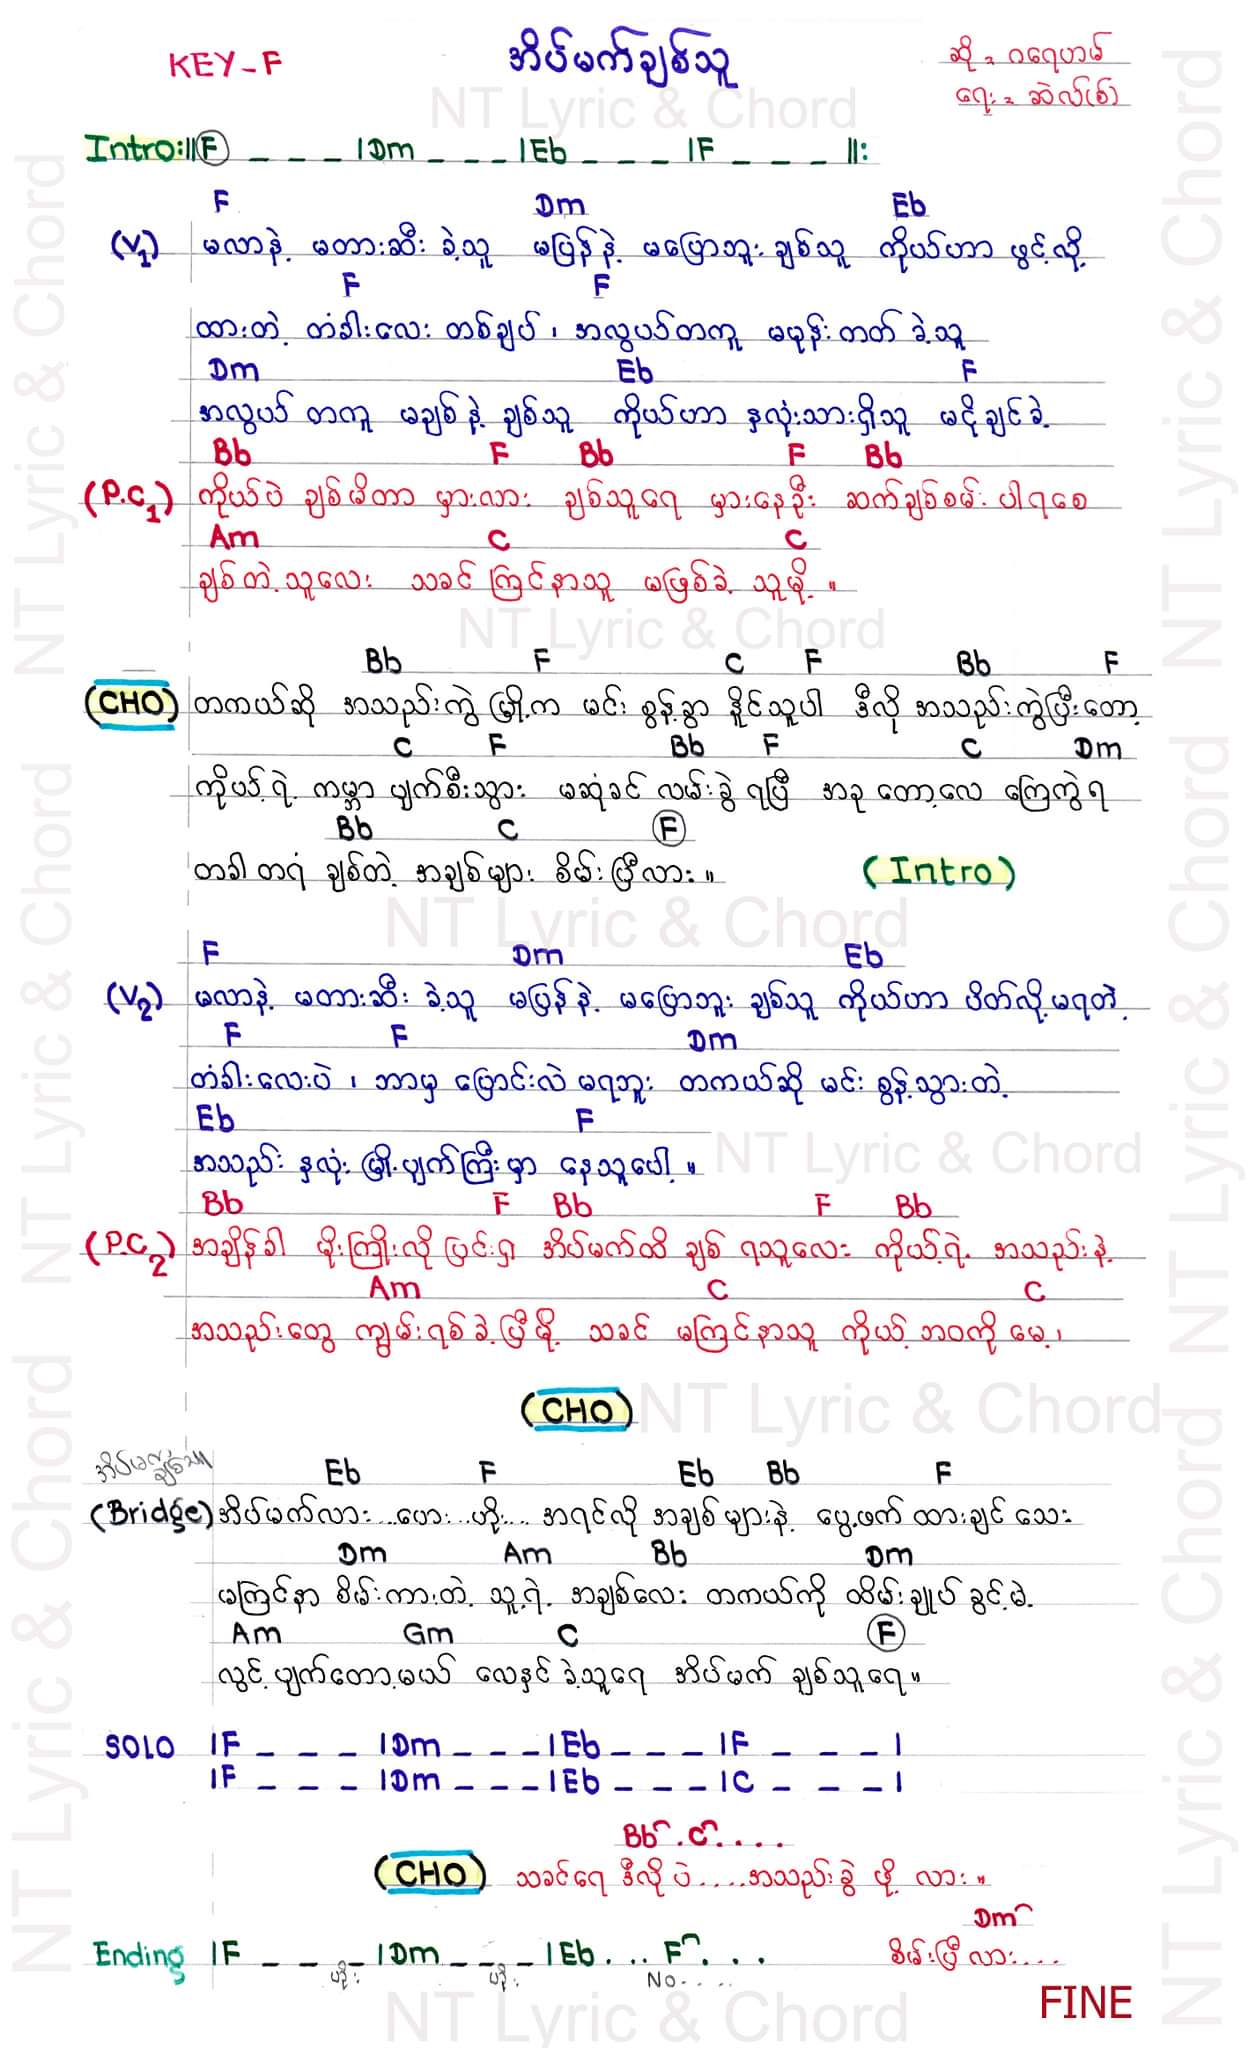 KEY-F
အိပ်မက်ချစ်သူ
ဆို = ဂရေဟမ်
ရေး = ဆဲလ်(စ်)
NT Lyric & Chord
Intro:||F _ _ _ |Dm _ _ _ |Eb _ _ _ |F _ _ _ ||:
F Dm Eb
(V1) မလာနဲ့ မတားဆီး ခဲ့သူ မပြန်နဲ့ မပြောဘူး ချစ်သူ ကိုယ်ဟာ ဖွင့်လို့
F F
ထားတဲ့ တံခါးလေး တစ်ချပ် ၊ အလွယ်တကူ မမုန်းတတ် ခဲ့သူ
Dm Eb F
အလွယ် တကူ မချစ်နဲ့ ချစ်သူ ကိုယ်ဟာ နှလုံးသားရှိသူ မငိုချင်ခဲ့
Bb F Bb F Bb
(P.C1) ကိုယ်ပဲ ချစ်မိတာ မှားလား ချစ်သူရေ မှားနေဦး ဆက်ချစ်စမ်းပါရစေ
Am C C
ချစ်တဲ့သူလေး သခင် ကြင်နာသူ မဖြစ်ခဲ့ သူမို့ ။
NT Lyric & Chord
Bb F C F Bb F
(CHO) တကယ်ဆို အသည်းကွဲ မြို့က မင်း စွန့်ခွာ နိုင်သူပါ ဒီလို အသည်းကွဲပြီးတော့
C F Bb F C Dm
ကိုယ့်ရဲ့ ကမ္ဘာ ပျက်စီးသွား မဆုံခင် လမ်းခွဲ ရပြီ အခု တော့လေ ကြေကွဲရ
Bb C F
တခါတရံ ချစ်တဲ့ အချစ်များ စိမ်းပြီလား ။ (Intro)
NT Lyric & Chord
F Dm Eb
(V2) မလာနဲ့ မတားဆီး ခဲ့သူ မပြန်နဲ့ မပြောဘူး ချစ်သူ ကိုယ်ဟာ ပိတ်လို့မရတဲ့
F F Dm
တံခါးလေးပဲ ၊ ဘာမှ ပြောင်းလဲ မရဘူး တကယ်ဆို မင်း စွန့်သွားတဲ့
Eb F
အသည်း နှလုံး မြို့ပျက်ကြီးမှာ နေသူပေါ့ ။
NT Lyric & Chord
Bb F Bb F Bb
(P.C2) အချိန်ခါ မိုးကြိုးလို ပြင်းရှ အိပ်မက်ထိ ချစ် ရသူလေး ကိုယ့်ရဲ့ အသည်းနဲ့
Am C C
အသည်းတွေ ကျွမ်းရစ်ခဲ့ပြီမို့ သခင် မကြင်နာသူ ကိုယ့် ဘဝကို မေ့၊
(CHO)
NT Lyric & Chord
အိပ်မက်ချစ်သူ
Eb F Eb Bb F
(Bridge) အိပ်မက်လား...ဟေး...ဟိုး... အရင်လို အချစ်များနဲ့ ပွေ့ဖက် ထားချင် သေး
Dm Am Bb Dm
မကြင်နာ စိမ်းကားတဲ့ သူ့ရဲ့ အချစ်လေး တကယ်ကို ထိမ်းချုပ် ခွင့်မဲ့
Am Gm C F
လွင့်ပျက်တော့မယ် လေနှင် ခဲ့သူရေ အိပ်မက် ချစ်သူရေ။
SOLO |F _ _ _ |Dm _ _ _ |Eb _ _ _ |F _ _ _ |
|F _ _ _ |Dm _ _ _ |Eb _ _ _ |C _ _ _ |
Bb . C . . . .
(CHO) သခင်ရေ ဒီလိုပဲ.....အသည်းခွဲ ဖို့ လား ။
Dm
Ending |F _ _ _ |Dm _ _ _ |Eb . . . F . . . စိမ်းပြီလား....
ဟိုး ဟိုး No.....
FINE
NT Lyric & Chord